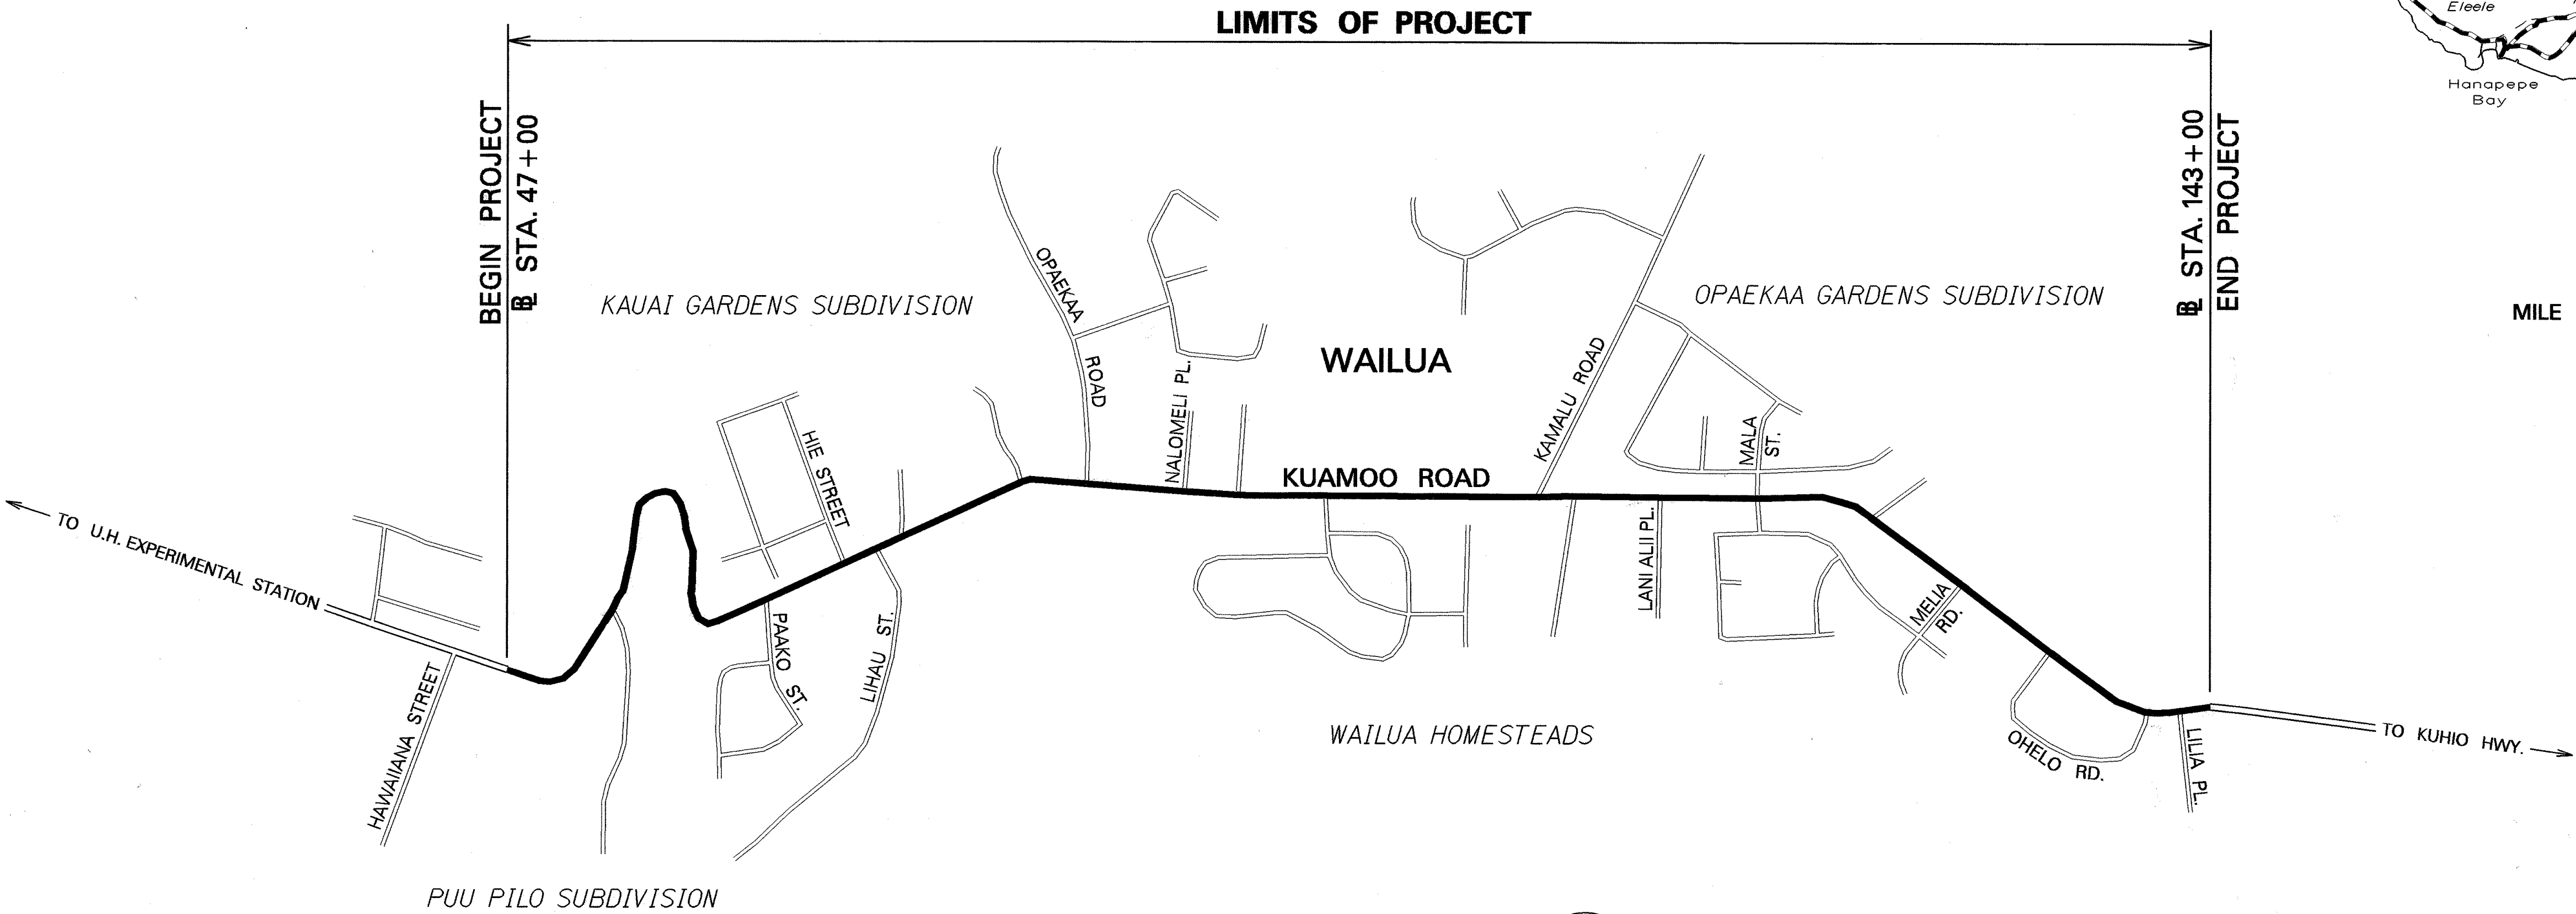 LIMITS OF PROJECT
Eleele
Hanapepe
Bay
BEGIN PROJECT
BL STA. 47+00
BL STA. 143+00
END PROJECT
MILE
KAUAI GARDENS SUBDIVISION
OPAEKAA GARDENS SUBDIVISION
OPAEKAA
ROAD
WAILUA
NALOMELI PL.
KAMALU ROAD
HIE STREET
MALA
ST.
KUAMOO ROAD
TO U.H. EXPERIMENTAL STATION
LANI ALII PL.
MELIA
RD.
PAAKO ST.
LIHAU ST.
HAWAIIANA STREET
WAILUA HOMESTEADS
OHELO RD.
LILIA PL.
TO KUHIO HWY.
PUU PILO SUBDIVISION